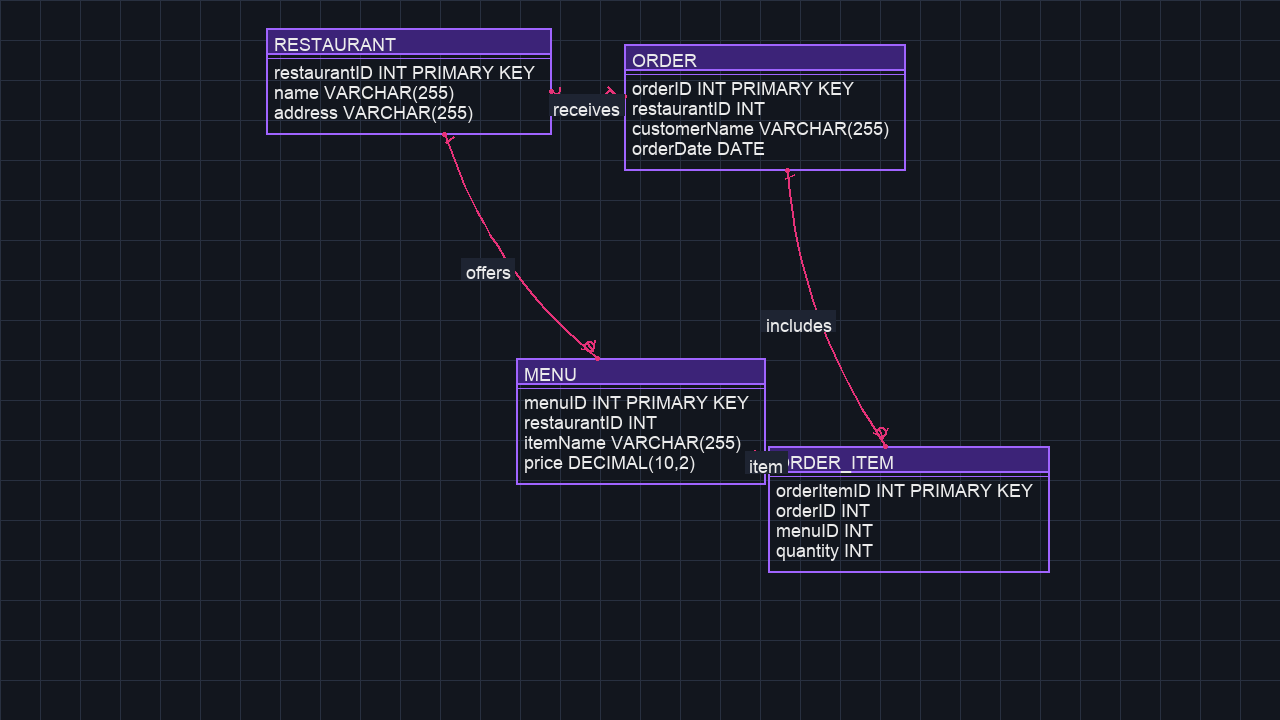 RESTAURANT
restaurantID INT PRIMARY KEY
name VARCHAR(255)
address VARCHAR(255)
receives
ORDER
orderID INT PRIMARY KEY
restaurantID INT
customerName VARCHAR(255)
orderDate DATE
offers
includes
MENU
menuID INT PRIMARY KEY
restaurantID INT
itemName VARCHAR(255)
price DECIMAL(10,2)
item
ORDER_ITEM
orderItemID INT PRIMARY KEY
orderID INT
menuID INT
quantity INT